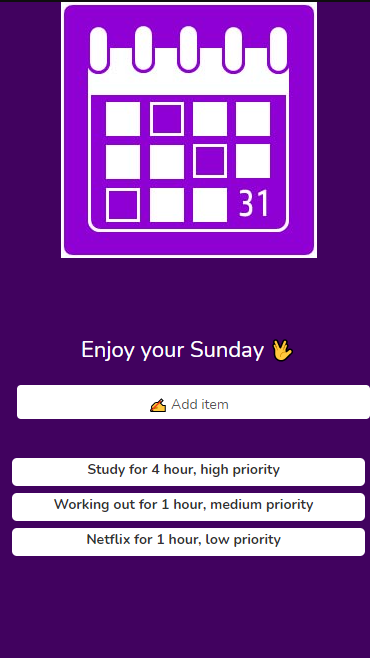 31
Enjoy your Sunday 🖖
✍ Add item
Study for 4 hour, high priority
Working out for 1 hour, medium priority
Netflix for 1 hour, low priority